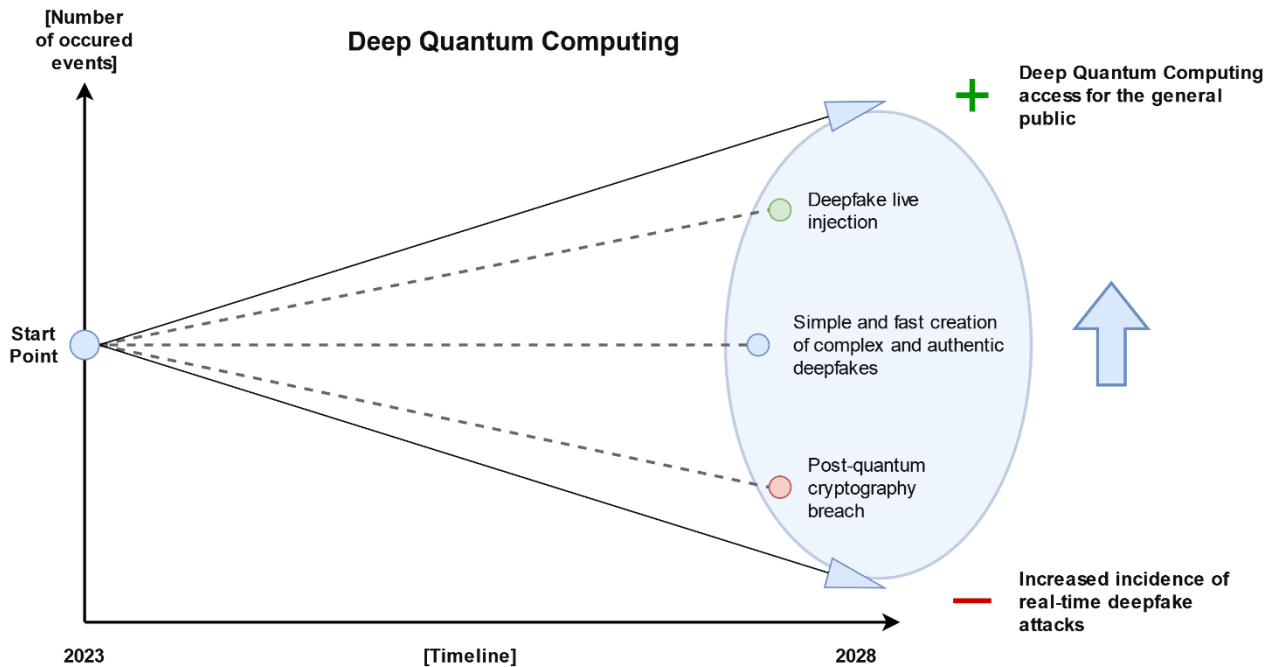 [Number
of occured
events]
Deep Quantum Computing
Deep Quantum Computing
access for the general
public
Deepfake live
injection
Start
Point
Simple and fast creation
of complex and authentic
deepfakes
Post-quantum
cryptography
breach
Increased incidence of
real-time deepfake
attacks
2023
[Timeline]
2028